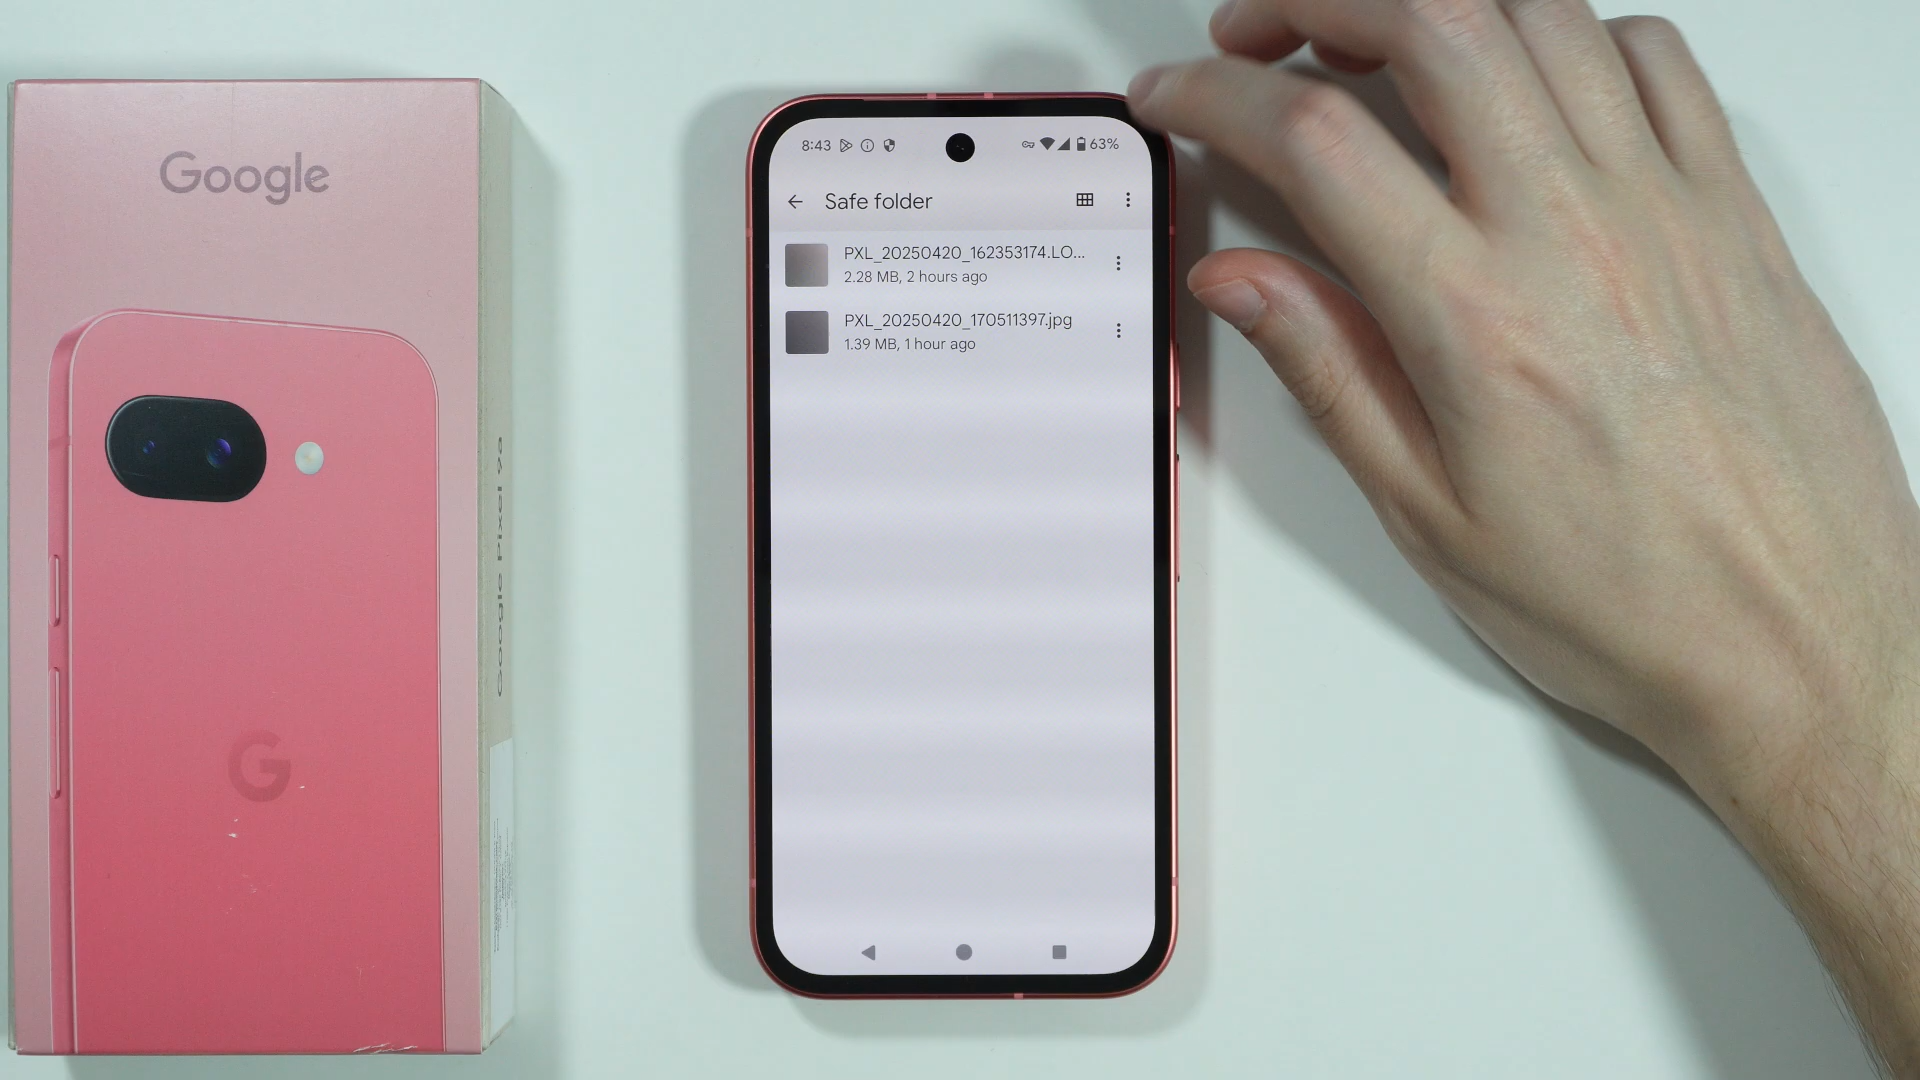 Google
Google Pixel 9a
G
8:43
63%
Safe folder
PXL_20250420_162353174.LO...
2.28 MB, 2 hours ago
PXL_20250420_170511397.jpg
1.39 MB, 1 hour ago